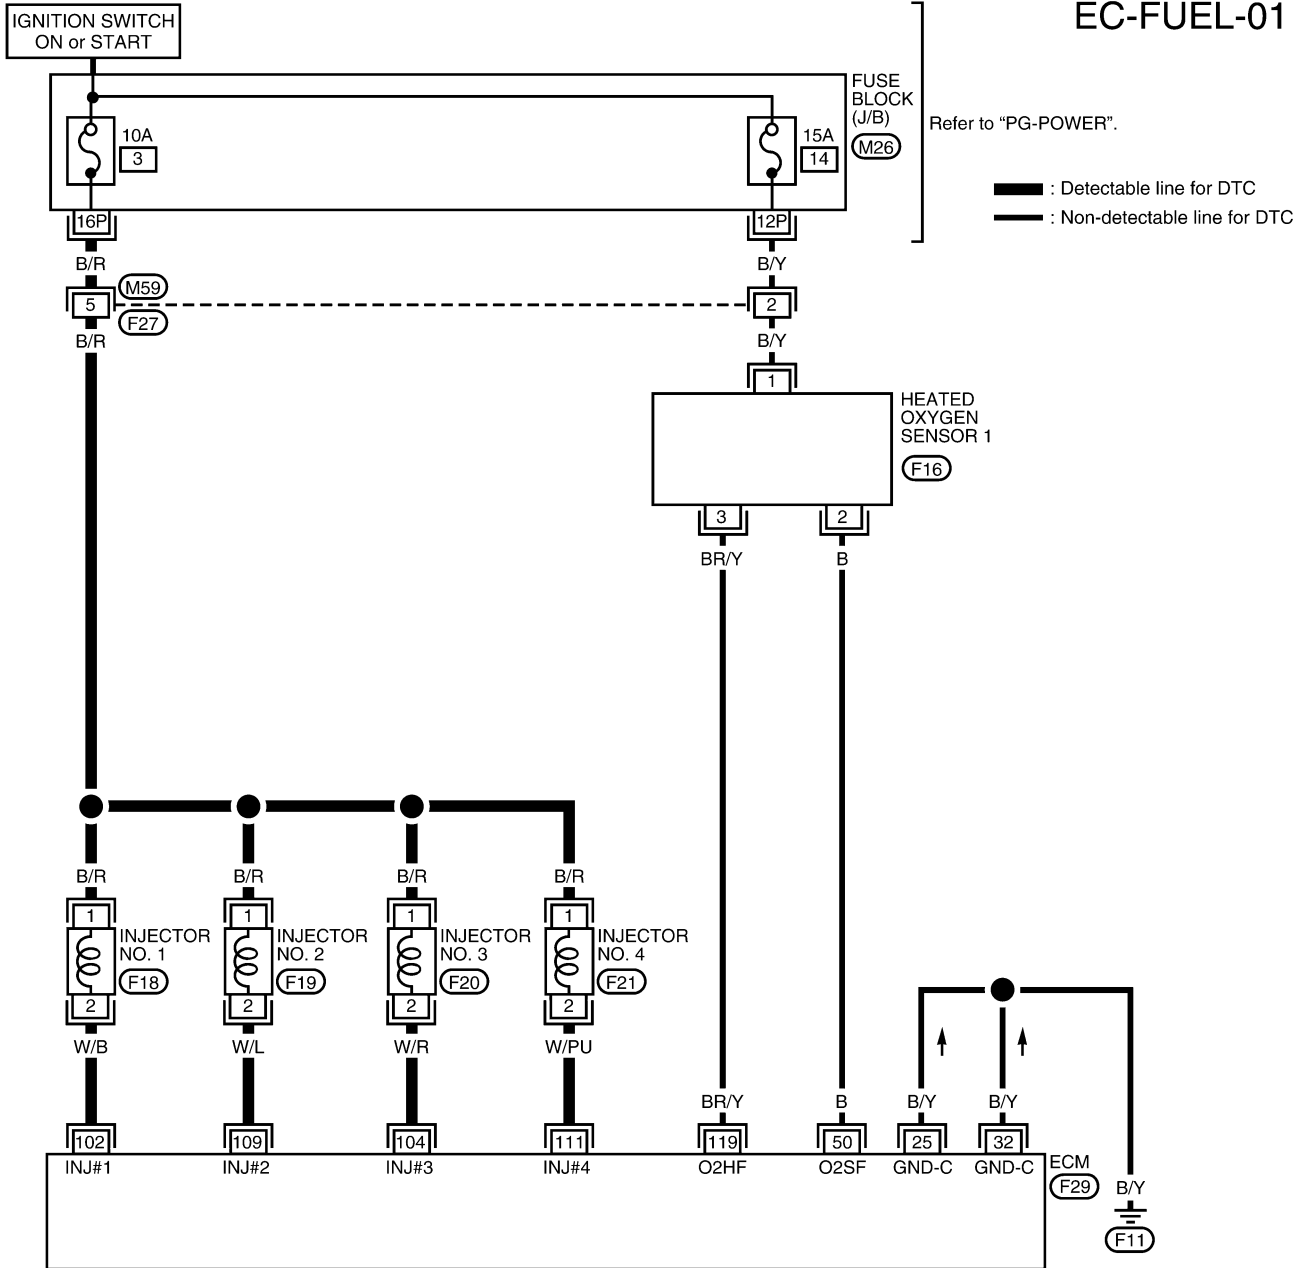 EC-FUEL-01
IGNITION SWITCH
ON or START
FUSE
BLOCK
(J/B)
M26
Refer to “PG-POWER”.
10A
3
15A
14
: Detectable line for DTC
: Non-detectable line for DTC
16P
12P
B/R
B/Y
M59
5
2
F27
B/R
B/Y
1
HEATED
OXYGEN
SENSOR 1
F16
3
2
BR/Y
B
B/R
B/R
B/R
B/R
1
1
1
1
INJECTOR
NO. 1
F18
INJECTOR
NO. 2
F19
INJECTOR
NO. 3
F20
INJECTOR
NO. 4
F21
2
2
2
2
W/B
W/L
W/R
W/PU
BR/Y
B
B/Y
B/Y
102
109
104
111
119
50
25
32
INJ#1
INJ#2
INJ#3
INJ#4
O2HF
O2SF
GND-C
GND-C
ECM
F29
B/Y
F11